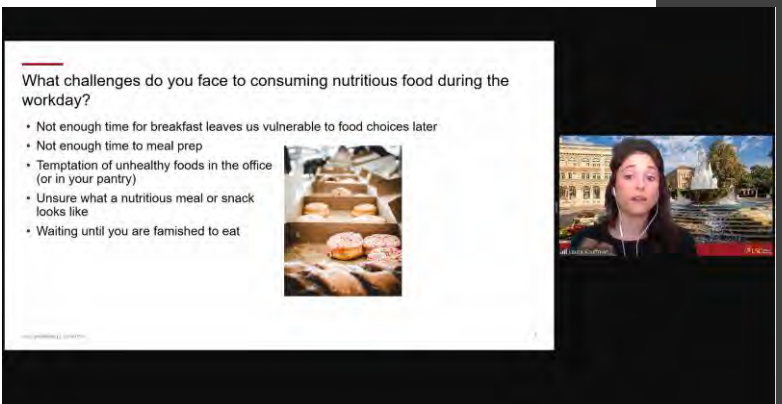 What challenges do you face to consuming nutritious food during the
workday?
• Not enough time for breakfast leaves us vulnerable to food choices later
• Not enough time to meal prep
• Temptation of unhealthy foods in the office
(or in your pantry)
• Unsure what a nutritious meal or snack
looks like
• Waiting until you are famished to eat
USC